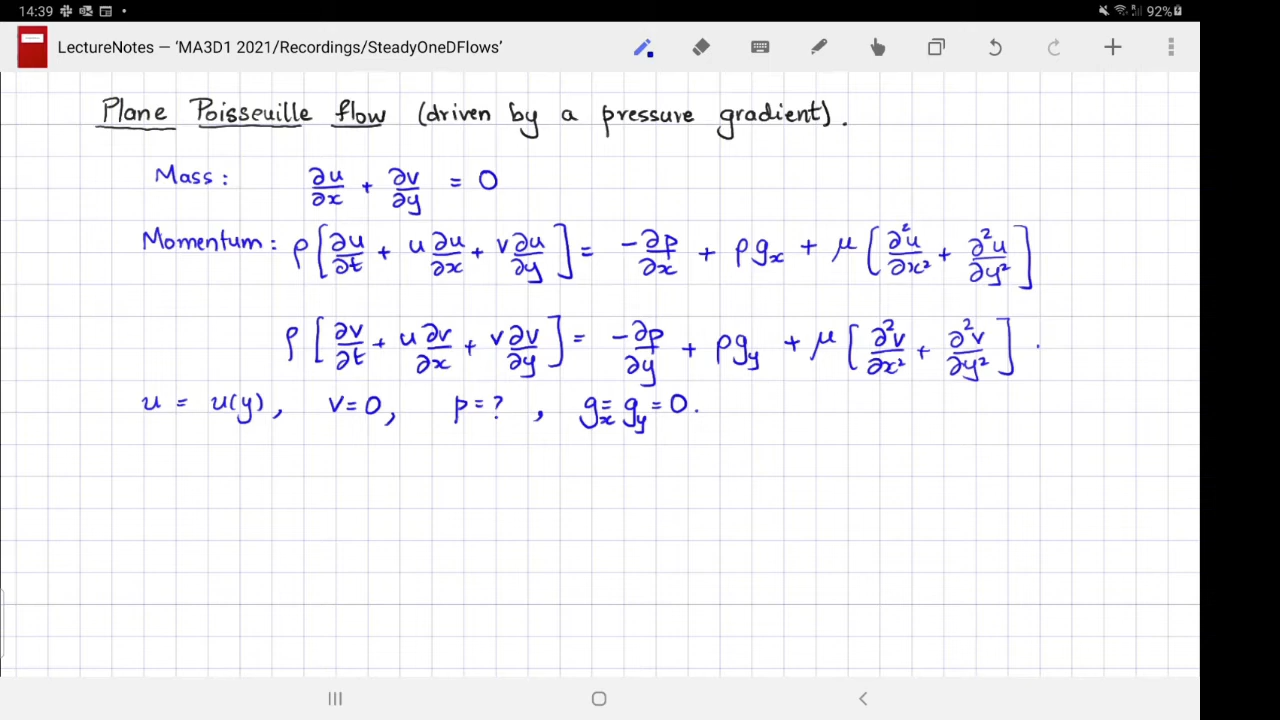 14:39 92%
LectureNotes — ‘MA3D1 2021/Recordings/SteadyOneDFlows’
Plane Poisseuille flow (driven by a pressure gradient).
Mass: ∂u/∂x + ∂v/∂y = 0
Momentum: ρ[∂u/∂t + u ∂u/∂x + v ∂u/∂y] = -∂p/∂x + ρg_x + μ[∂²u/∂x² + ∂²u/∂y²]
ρ[∂v/∂t + u ∂v/∂x + v ∂v/∂y] = -∂p/∂y + ρg_y + μ[∂²v/∂x² + ∂²v/∂y²].
u = u(y), v=0, p=?, g_x = g_y = 0.